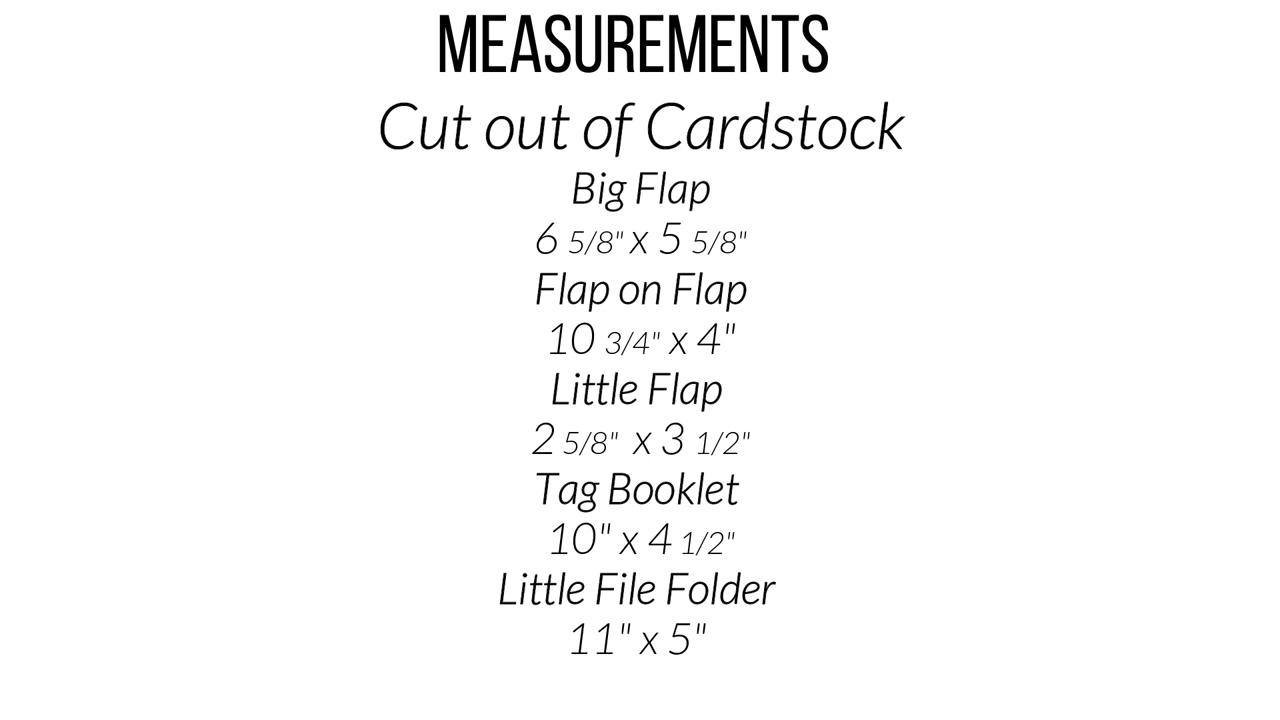 MEASUREMENTS
Cut out of Cardstock
Big Flap
6 5/8" x 5 5/8"
Flap on Flap
10 3/4" x 4"
Little Flap
2 5/8" x 3 1/2"
Tag Booklet
10" x 4 1/2"
Little File Folder
11" x 5"